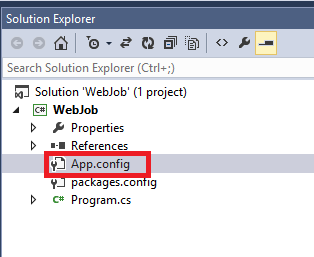 Solution Explorer
Search Solution Explorer (Ctrl+;)
Solution 'WebJob' (1 project)
C# WebJob
Properties
References
App.config
packages.config
C# Program.cs